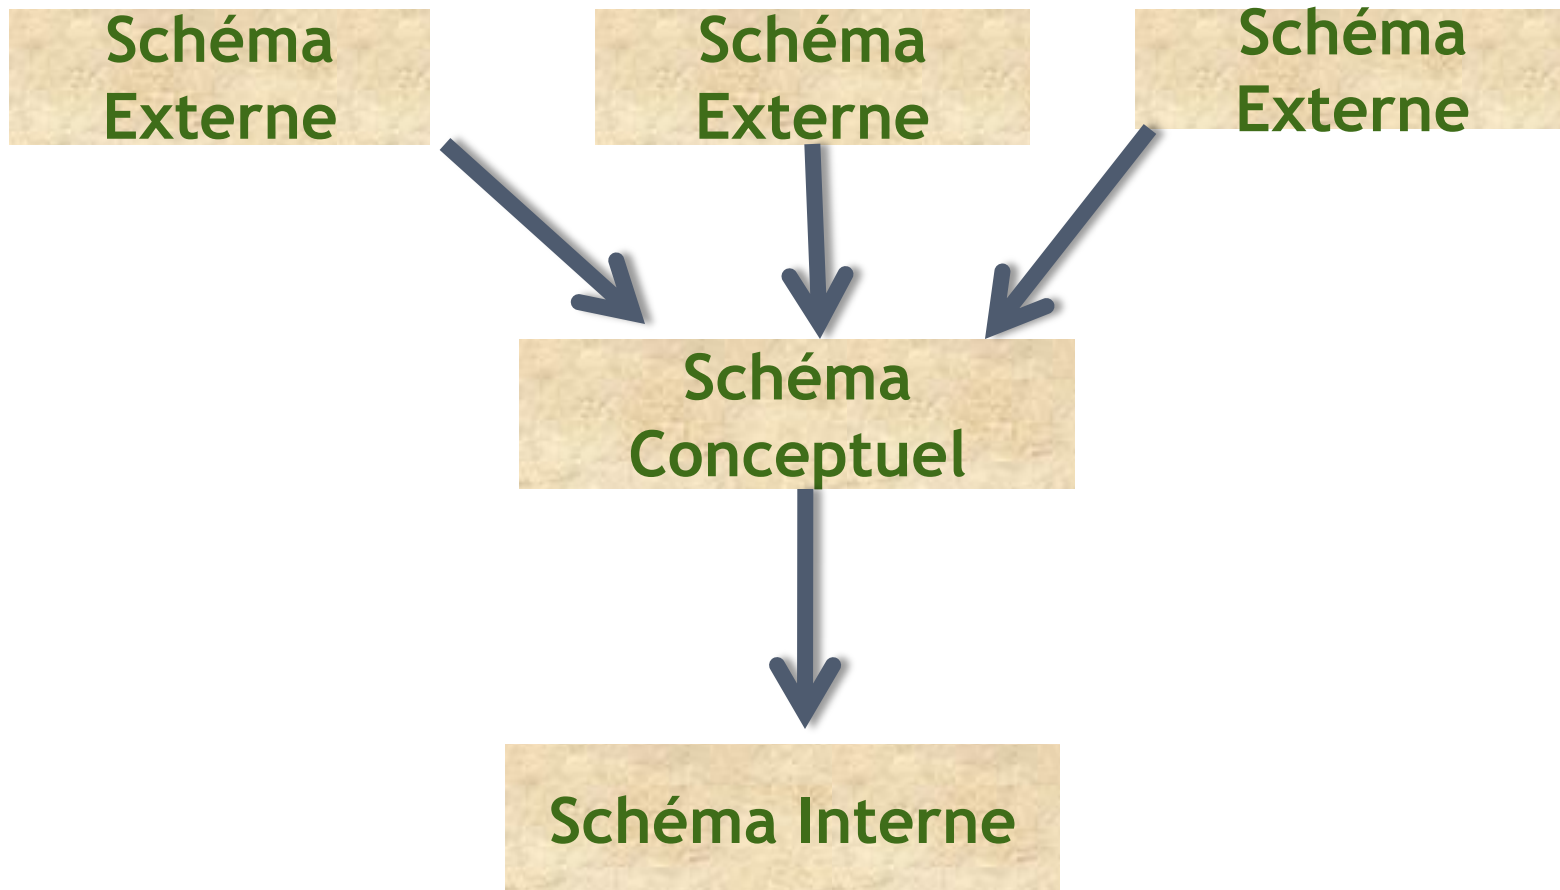 Schéma
Externe
Schéma
Externe
Schéma
Externe
Schéma
Conceptuel
Schéma Interne